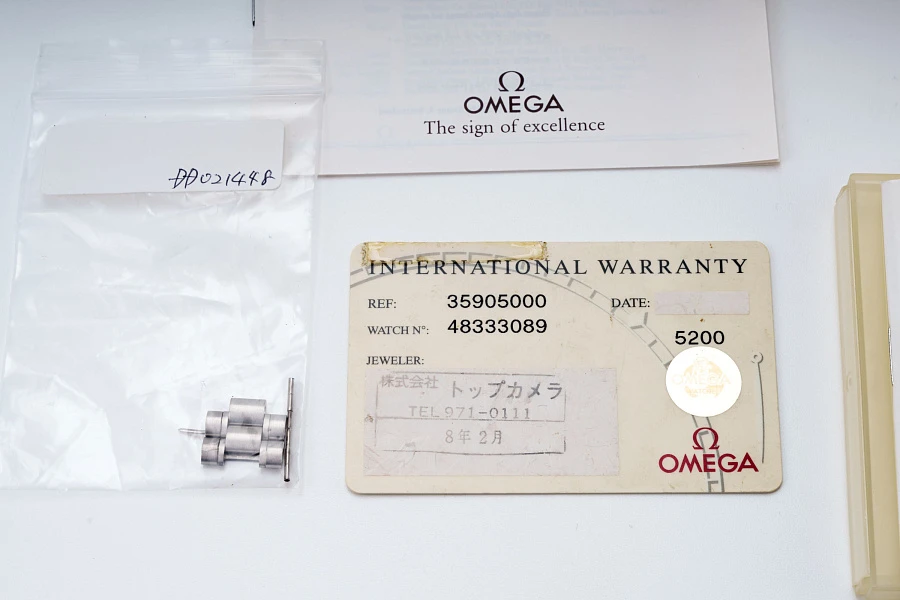 Ω
OMEGA
The sign of excellence
DD021448
INTERNATIONAL WARRANTY
REF: 35905000
DATE:
WATCH Nº: 48333089
5200
JEWELER:
株式会社 トップカメラ
TEL 971-0111
8年2月
Ω
OMEGA